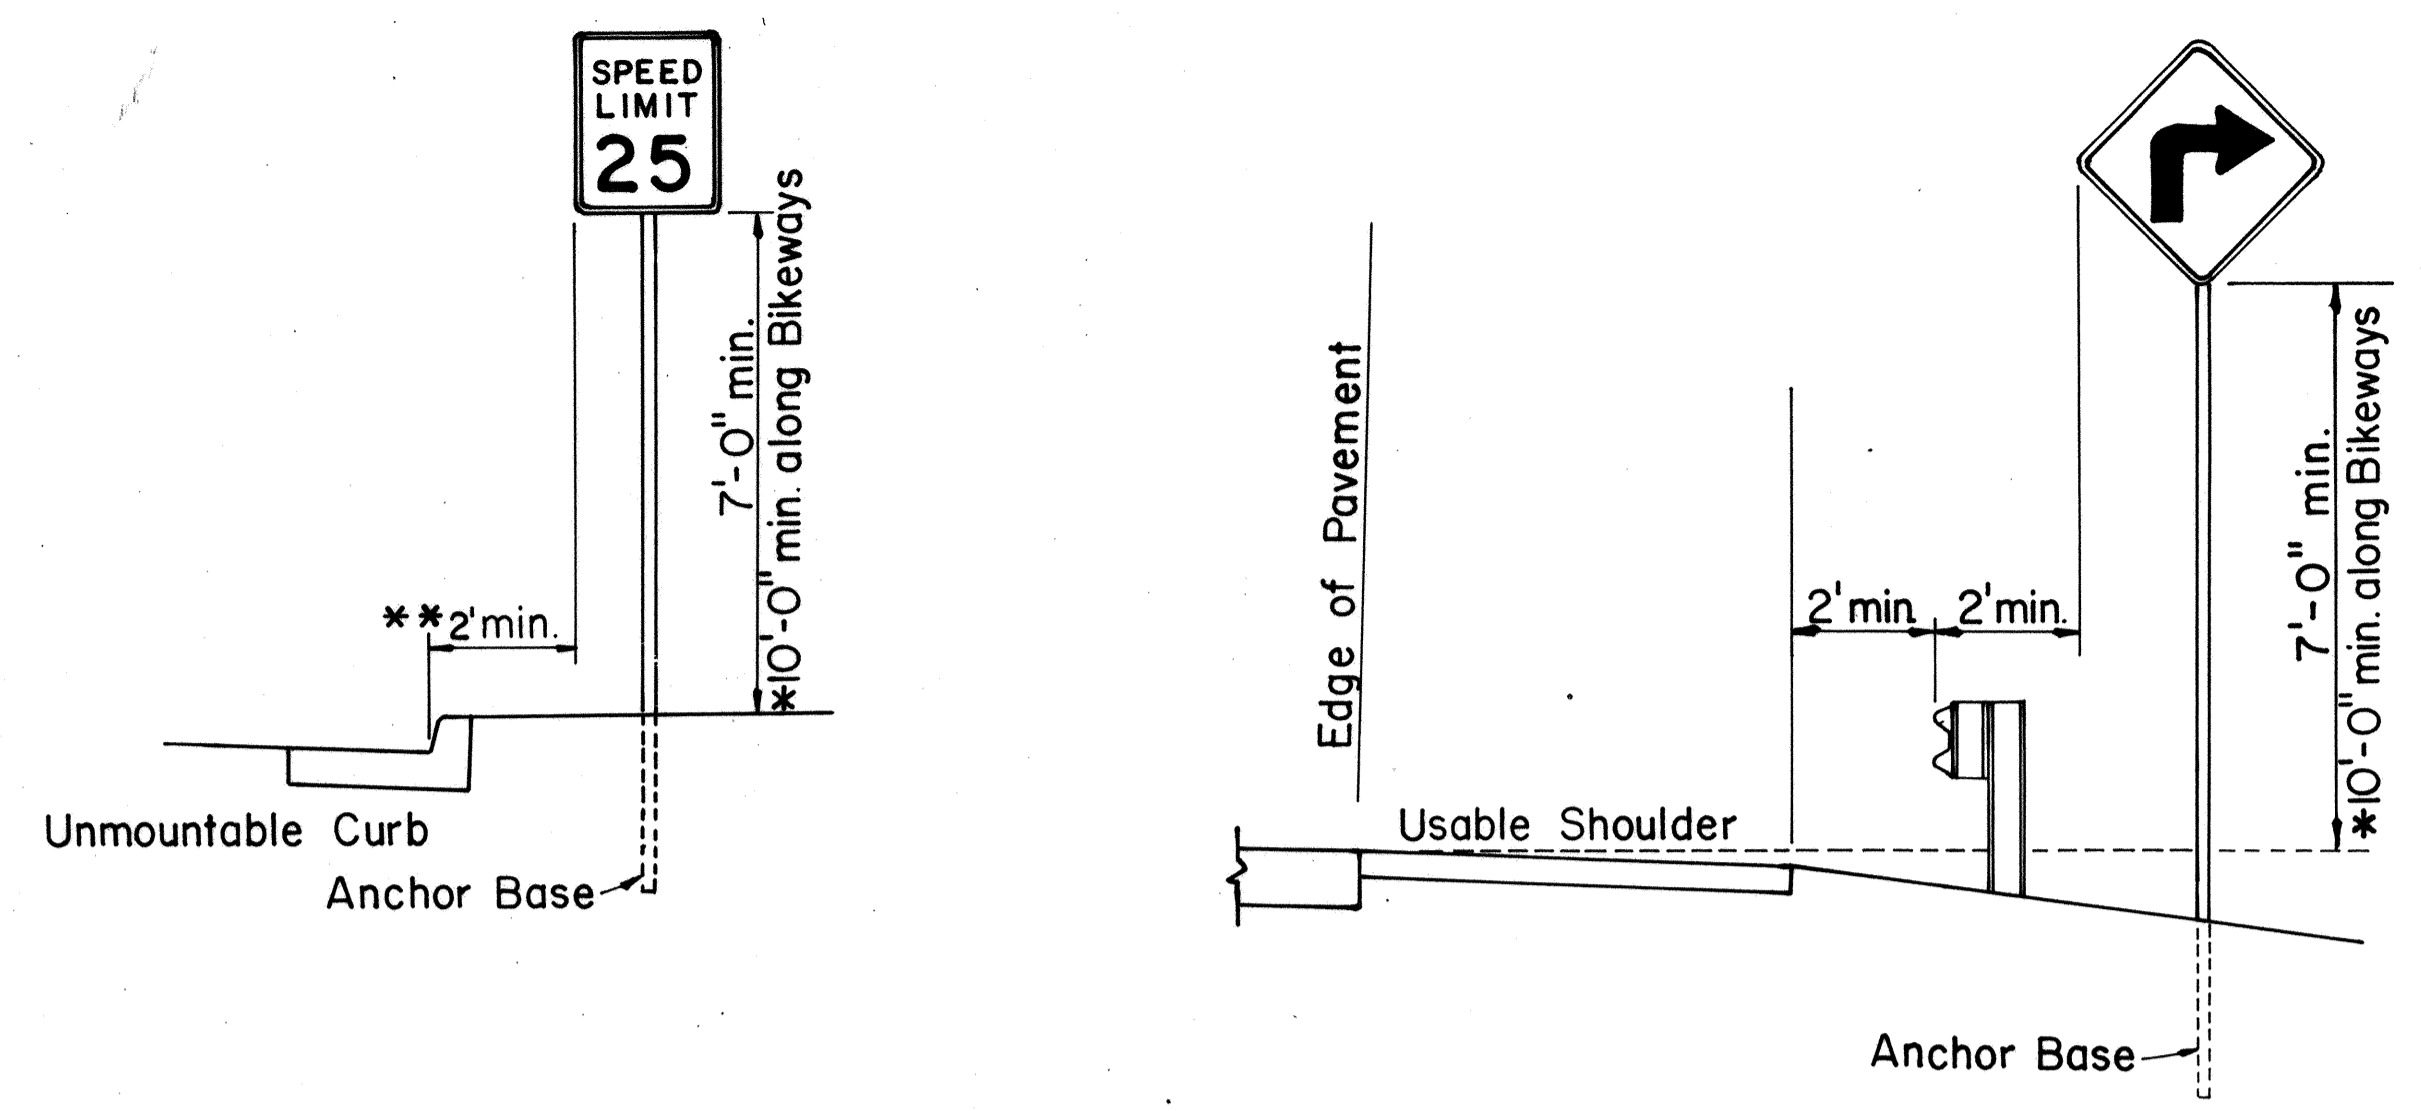 SPEED
LIMIT
25
7'-0" min.
*10'-0" min. along Bikeways
**2' min.
Unmountable Curb
Anchor Base
Edge of Pavement
Usable Shoulder
2' min
2' min.
7'-0" min.
*10'-0" min. along Bikeways
Anchor Base